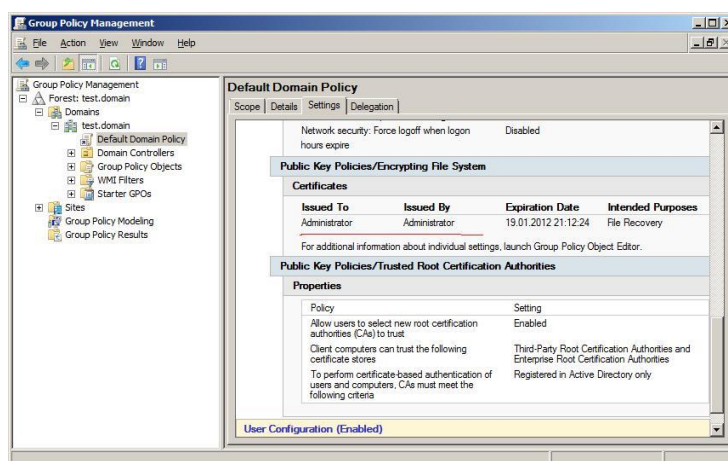 Group Policy Management
File Action View Window Help
Group Policy Management
Forest: test.domain
Domains
test.domain
Default Domain Policy
Domain Controllers
Group Policy Objects
WMI Filters
Starter GPOs
Sites
Group Policy Modeling
Group Policy Results
Default Domain Policy
Scope Details Settings Delegation
Network security: Force logoff when logon Disabled
hours expire
Public Key Policies/Encrypting File System
Certificates
Issued To Issued By Expiration Date Intended Purposes
Administrator Administrator 19.01.2012 21:12:24 File Recovery
For additional information about individual settings, launch Group Policy Object Editor.
Public Key Policies/Trusted Root Certification Authorities
Properties
Policy Setting
Allow users to select new root certification Enabled
authorities (CAs) to trust
Client computers can trust the following Third-Party Root Certification Authorities and
certificate stores Enterprise Root Certification Authorities
To perform certificate-based authentication of Registered in Active Directory only
users and computers, CAs must meet the
following criteria
User Configuration (Enabled)